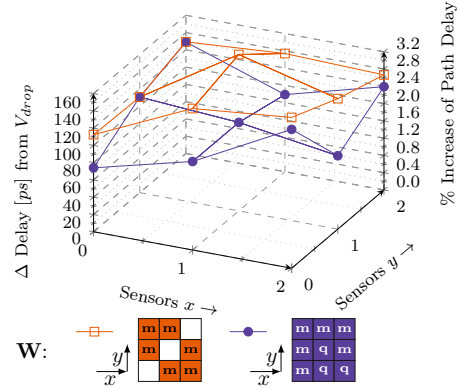 Δ Delay [ps] from V_drop
160
140
120
100
80
60
40
20
0
0
1
2
Sensors x →
0
1
2
Sensors y →
3.2
2.8
2.4
2.0
1.6
1.2
0.8
0.4
0.0
% Increase of Path Delay
W:
y
x
m m
m m
m m
y
x
m m m
m q m
m q q